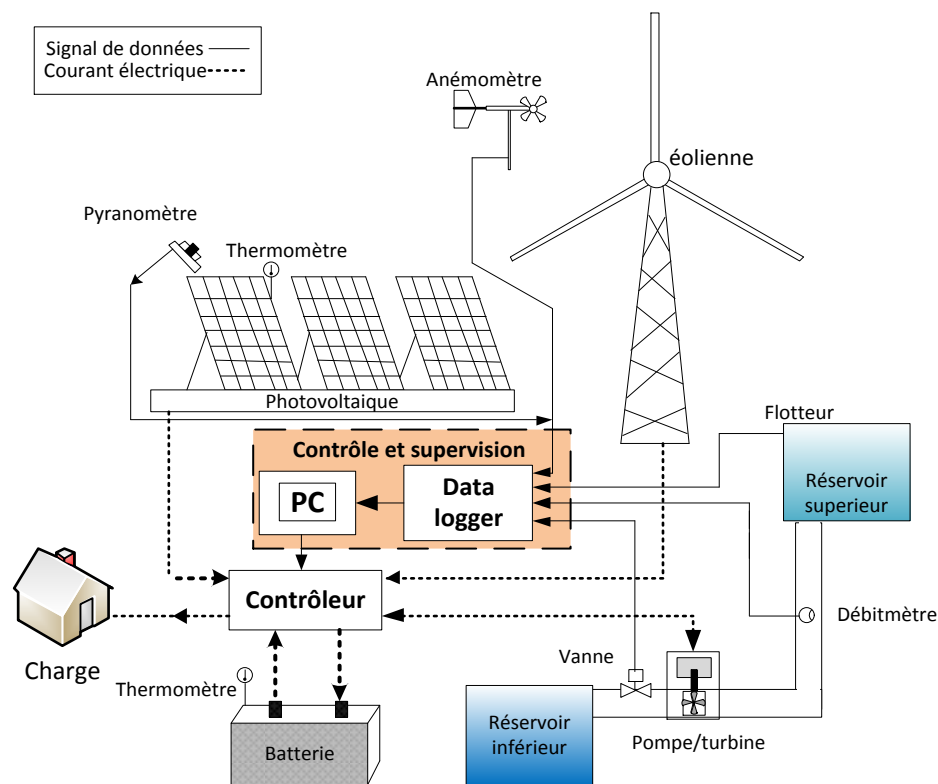 Signal de données
Courant électrique
Anémomètre
éolienne
Pyranomètre
Thermomètre
Photovoltaique
Flotteur
Contrôle et supervision
PC
Data
logger
Réservoir
superieur
Contrôleur
Débitmètre
Charge
Vanne
Thermomètre
Réservoir
inférieur
Pompe/turbine
Batterie